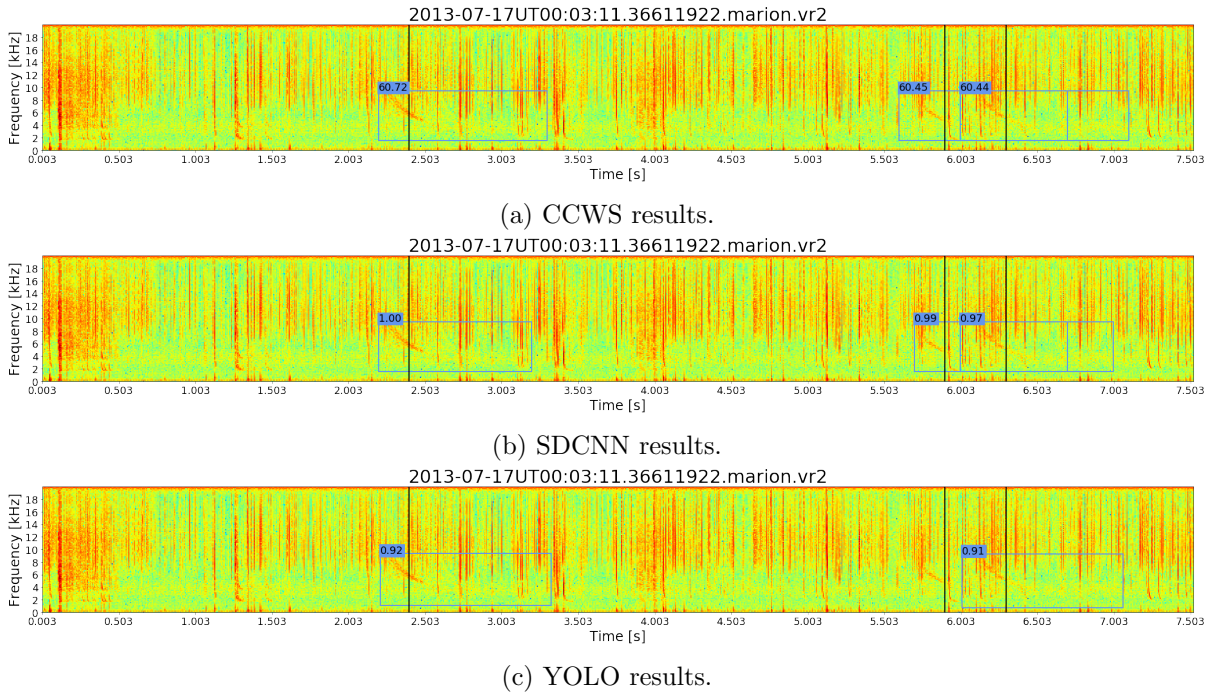 2013-07-17UT00:03:11.36611922.marion.vr2
Frequency [kHz]
18
16
14
12
10
8
6
4
2
0
60.72
60.45
60.44
0.003 0.503 1.003 1.503 2.003 2.503 3.003 3.503 4.003 4.503 5.003 5.503 6.003 6.503 7.003 7.503
Time [s]
(a) CCWS results.
2013-07-17UT00:03:11.36611922.marion.vr2
Frequency [kHz]
18
16
14
12
10
8
6
4
2
0
1.00
0.99
0.97
0.003 0.503 1.003 1.503 2.003 2.503 3.003 3.503 4.003 4.503 5.003 5.503 6.003 6.503 7.003 7.503
Time [s]
(b) SDCNN results.
2013-07-17UT00:03:11.36611922.marion.vr2
Frequency [kHz]
18
16
14
12
10
8
6
4
2
0
0.92
0.91
0.003 0.503 1.003 1.503 2.003 2.503 3.003 3.503 4.003 4.503 5.003 5.503 6.003 6.503 7.003 7.503
Time [s]
(c) YOLO results.